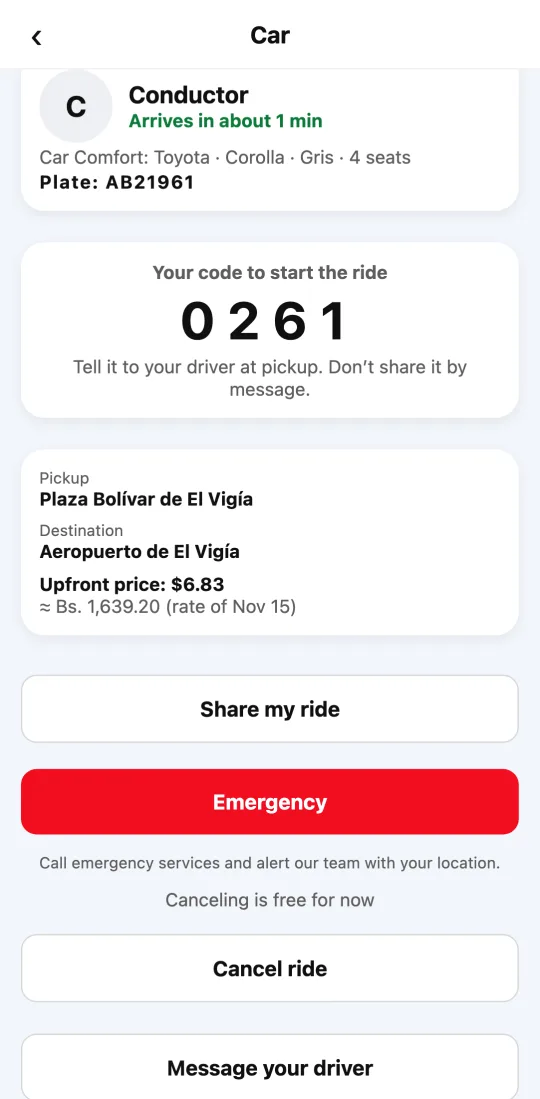 ‹ Car
C
Conductor
Arrives in about 1 min
Car Comfort: Toyota · Corolla · Gris · 4 seats
Plate: AB21961
Your code to start the ride
0261
Tell it to your driver at pickup. Don’t share it by
message.
Pickup
Plaza Bolívar de El Vigía
Destination
Aeropuerto de El Vigía
Upfront price: $6.83
≈ Bs. 1,639.20 (rate of Nov 15)
Share my ride
Emergency
Call emergency services and alert our team with your location.
Canceling is free for now
Cancel ride
Message your driver